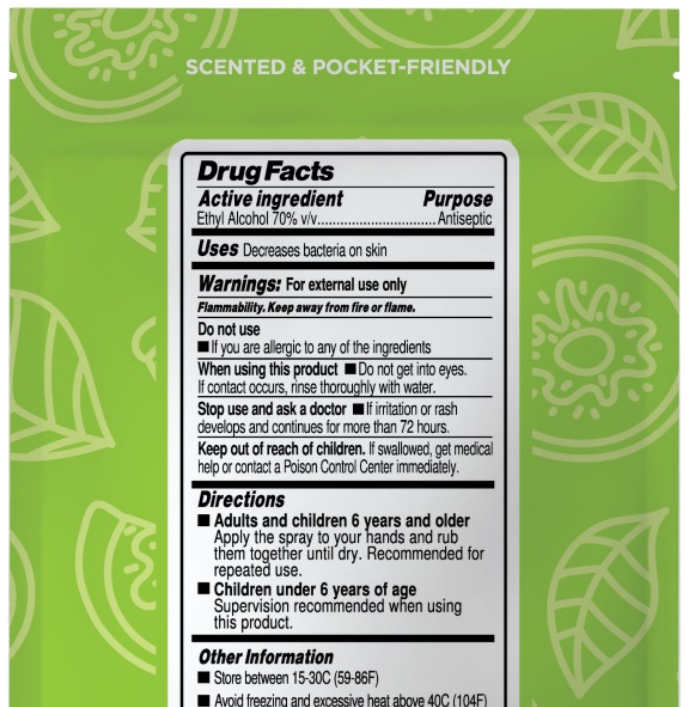 SCENTED & POCKET-FRIENDLY
Drug Facts
Active ingredient Purpose
Ethyl Alcohol 70% v/v.............................. Antiseptic
Uses Decreases bacteria on skin
Warnings: For external use only
Flammability. Keep away from fire or flame.
Do not use
■ If you are allergic to any of the ingredients
When using this product ■ Do not get into eyes.
If contact occurs, rinse thoroughly with water.
Stop use and ask a doctor ■ If irritation or rash
develops and continues for more than 72 hours.
Keep out of reach of children. If swallowed, get medical
help or contact a Poison Control Center immediately.
Directions
■ Adults and children 6 years and older
Apply the spray to your hands and rub
them together until dry. Recommended for
repeated use.
■ Children under 6 years of age
Supervision recommended when using
this product.
Other Information
■ Store between 15-30C (59-86F)
■ Avoid freezing and excessive heat above 40C (104F)